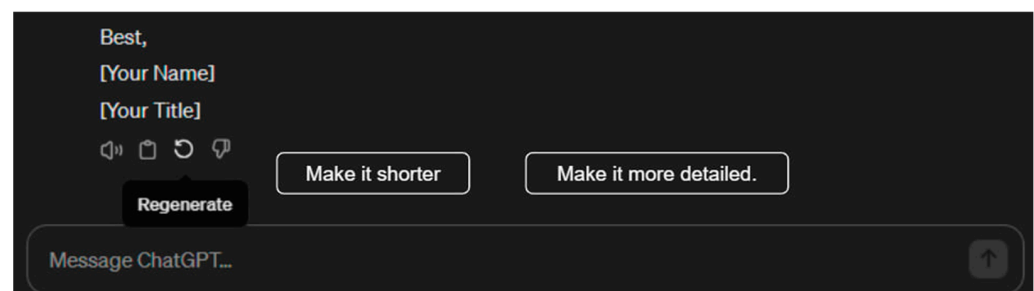 Best,
[Your Name]
[Your Title]
Make it shorter
Make it more detailed.
Regenerate
Message ChatGPT...